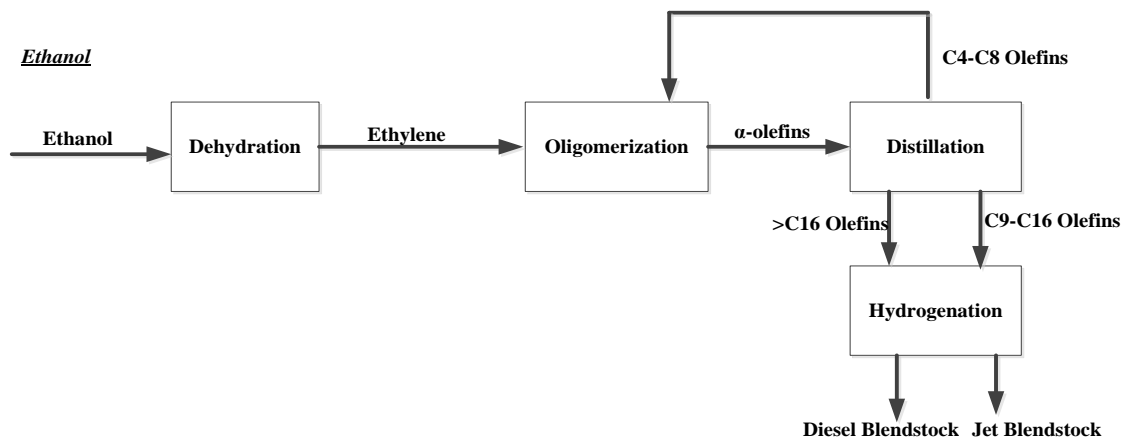 Ethanol
C4-C8 Olefins
Ethanol
Dehydration
Ethylene
Oligomerization
α-olefins
Distillation
>C16 Olefins
C9-C16 Olefins
Hydrogenation
Diesel Blendstock
Jet Blendstock